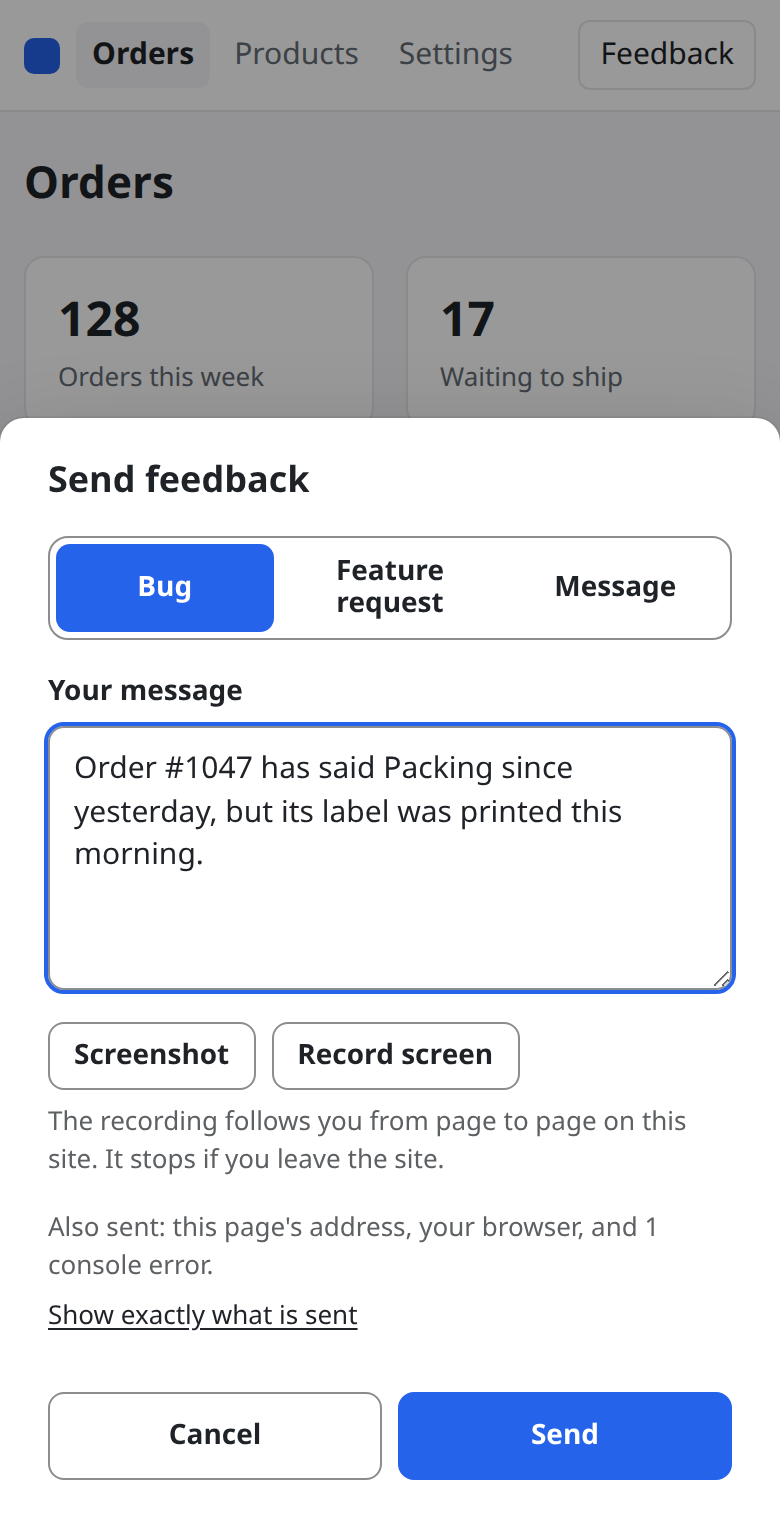 Orders Products Settings Feedback
Orders
128 17
Orders this week Waiting to ship
Send feedback
Bug Feature request Message
Your message
Order #1047 has said Packing since
yesterday, but its label was printed this
morning.
Screenshot Record screen
The recording follows you from page to page on this
site. It stops if you leave the site.
Also sent: this page's address, your browser, and 1
console error.
Show exactly what is sent
Cancel Send